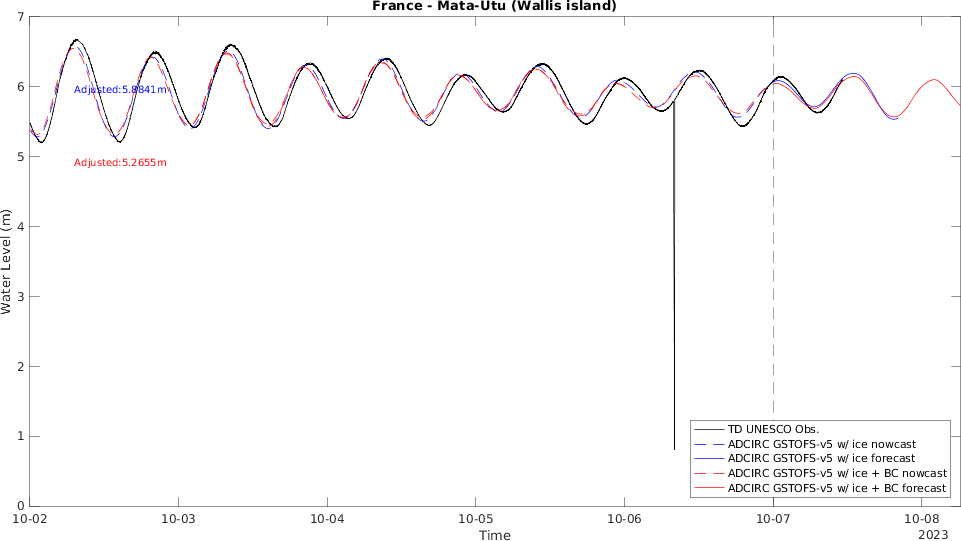 France - Mata-Utu (Wallis island)
7
6
5
4
3
2
1
0
Water Level (m)
Adjusted:5.8841m
Adjusted:5.2655m
TD UNESCO Obs.
ADCIRC GSTOFS-v5 w/ ice nowcast
ADCIRC GSTOFS-v5 w/ ice forecast
ADCIRC GSTOFS-v5 w/ ice + BC nowcast
ADCIRC GSTOFS-v5 w/ ice + BC forecast
10-02 10-03 10-04 10-05 10-06 10-07 10-08
Time
2023